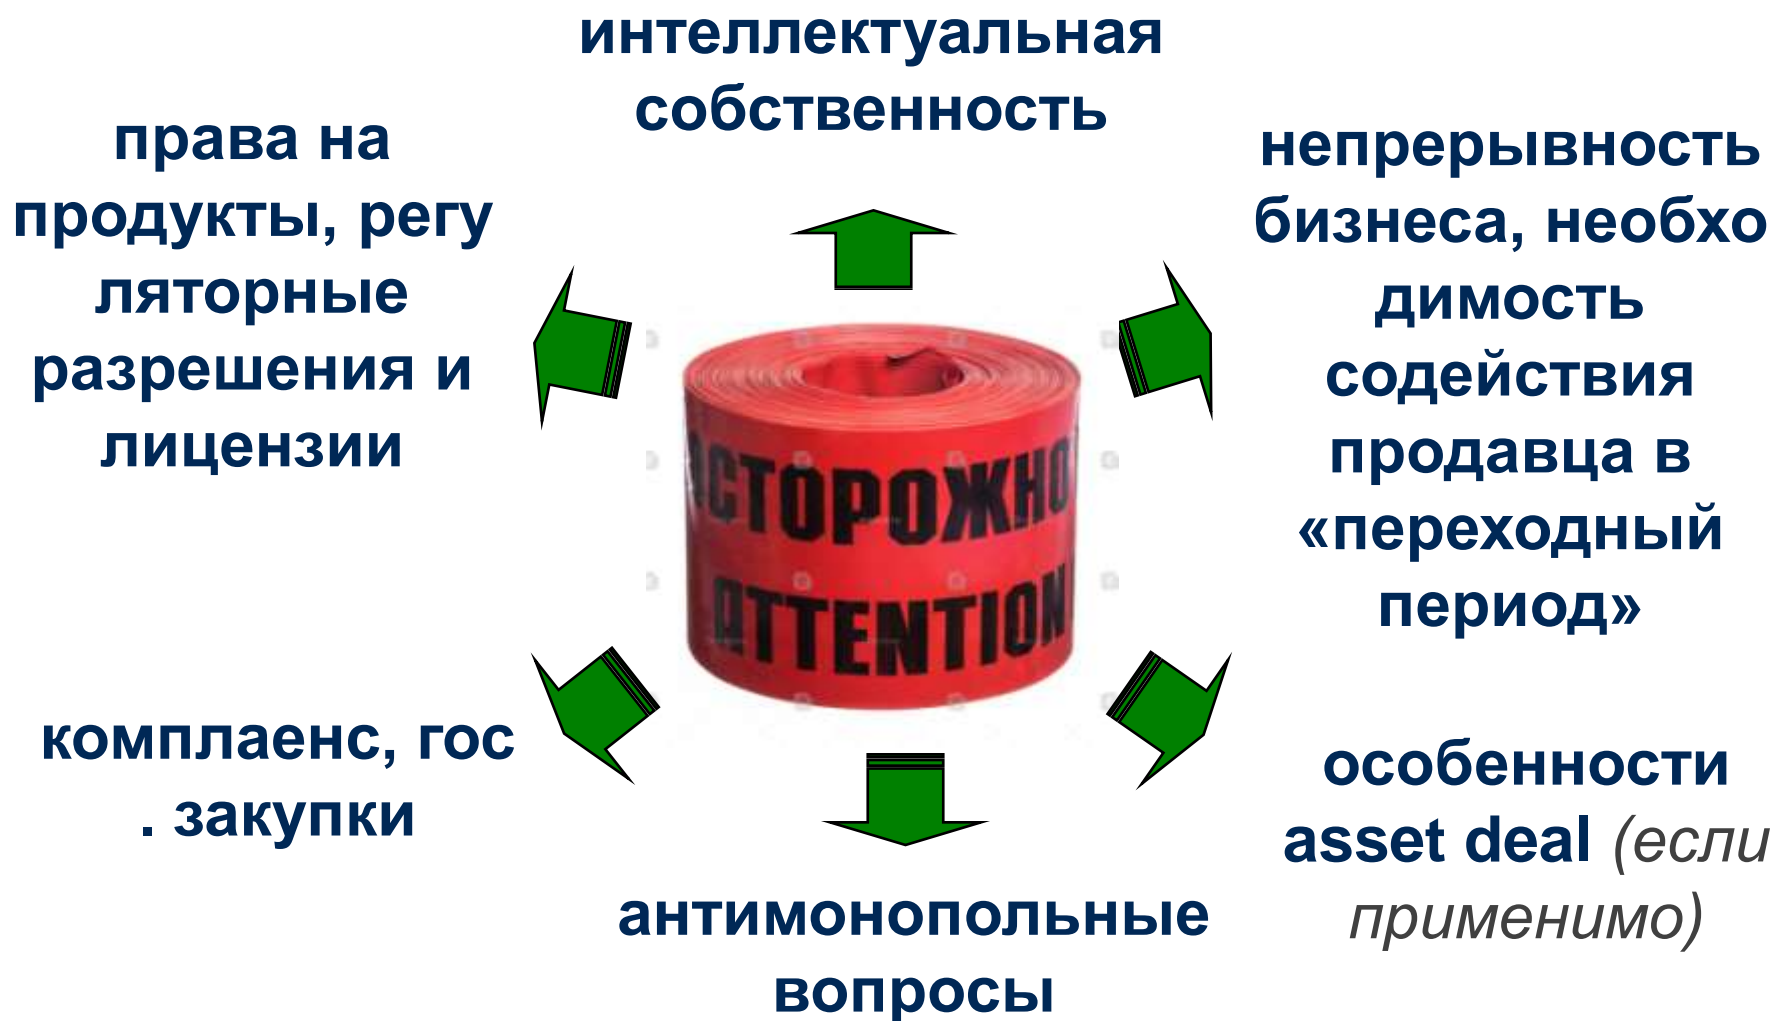 интеллектуальная
собственность
права на
продукты, регу
ляторные
разрешения и
лицензии
непрерывность
бизнеса, необхо
димость
содействия
продавца в
«переходный
период»
СТОРОЖНО
ATTENTION
комплаенс, гос
. закупки
особенности
asset deal (если
применимо)
антимонопольные
вопросы